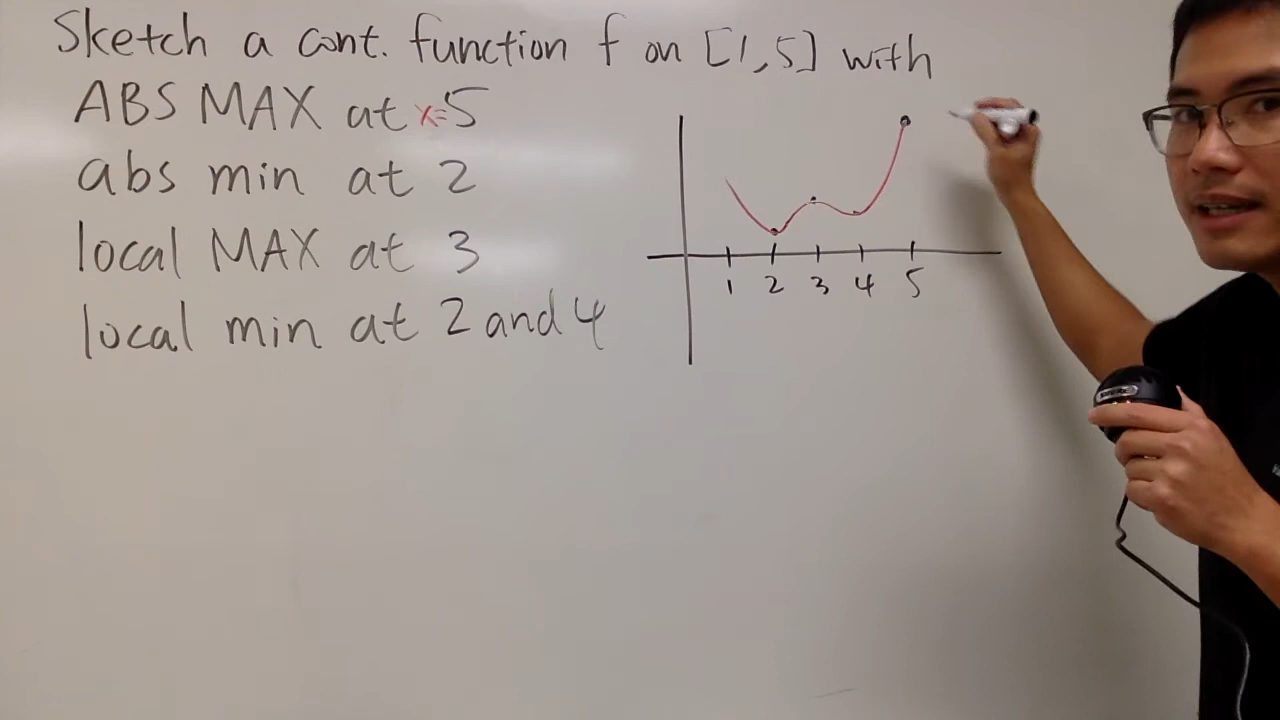 Sketch a cont. function f on [1,5] with
ABS MAX at x=5
abs min at 2
local MAX at 3
local min at 2 and 4
1 2 3 4 5